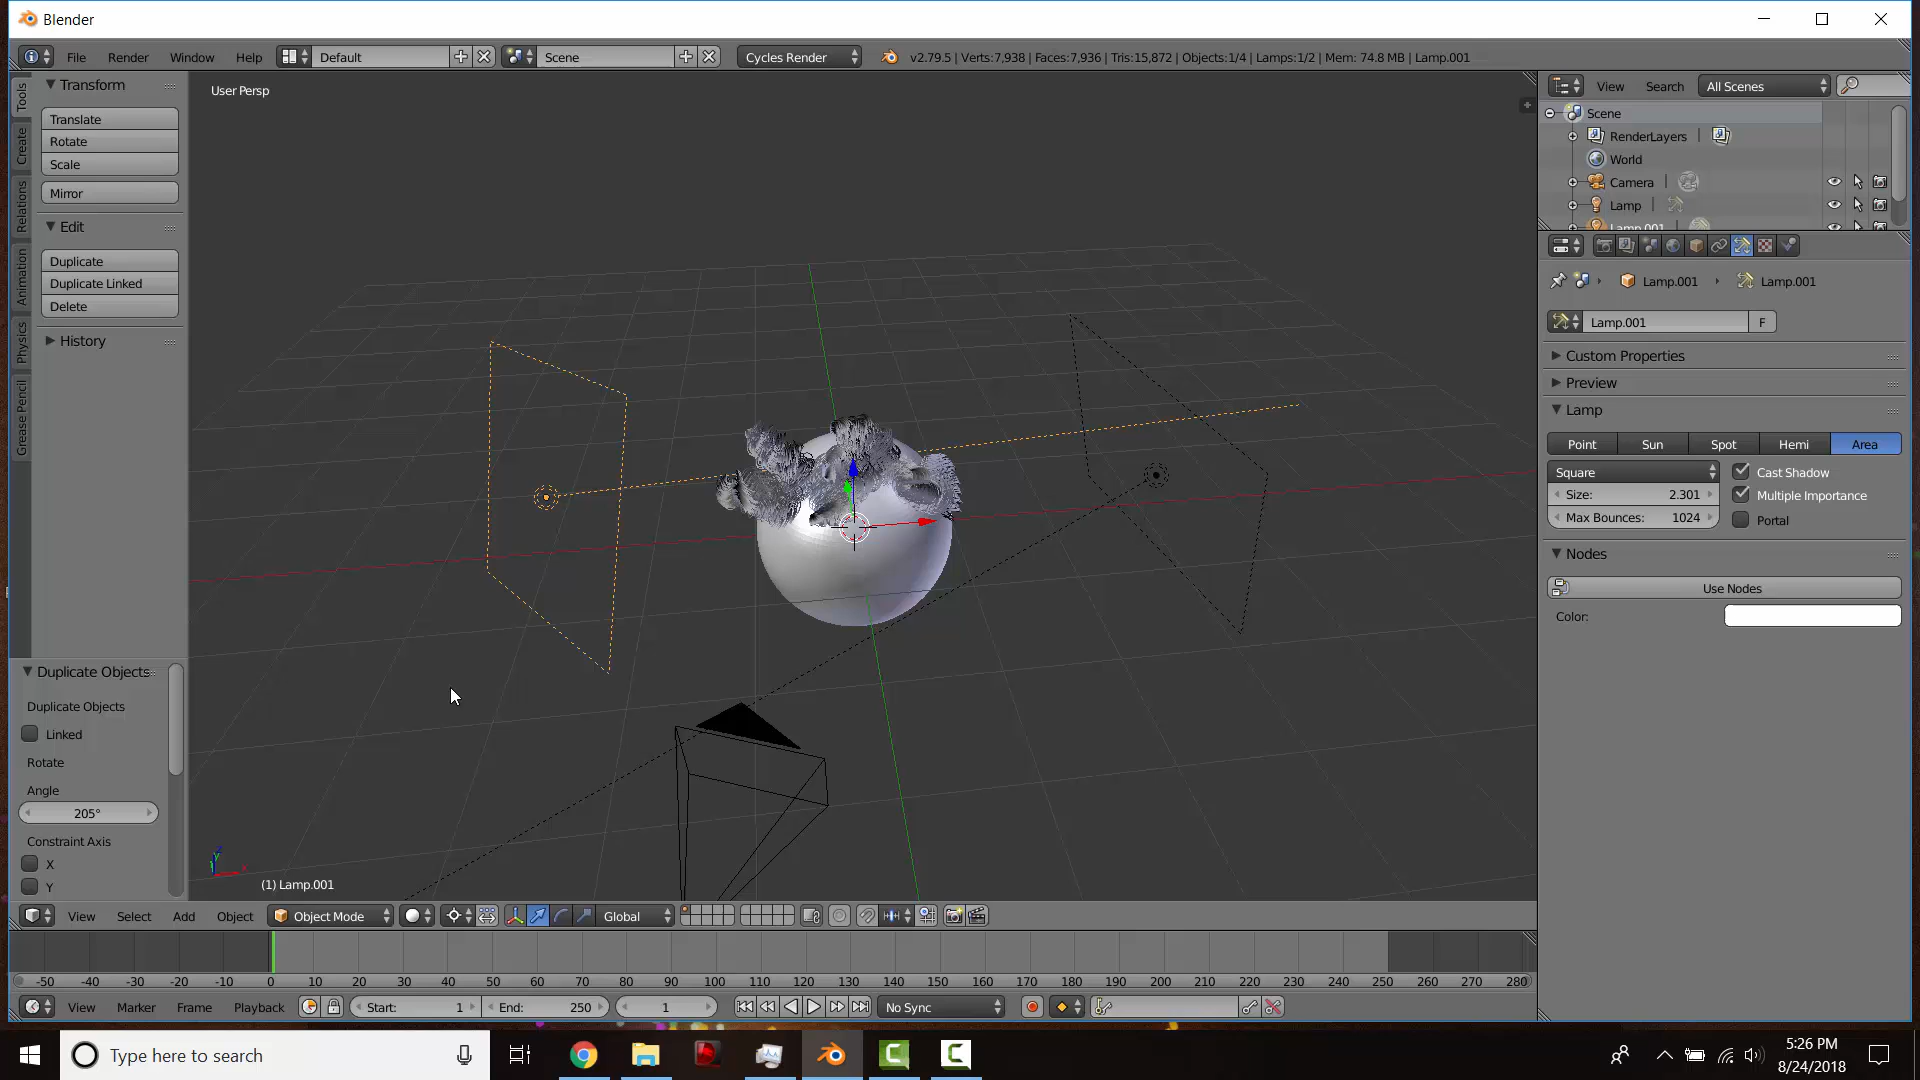 Blender
File Render Window Help Default Scene Cycles Render v2.79.5 | Verts:7,938 | Faces:7,936 | Tris:15,872 | Objects:1/4 | Lamps:1/2 | Mem: 74.8 MB | Lamp.001
Tools
Create
Relations
Animation
Physics
Grease Pencil
Transform
Translate
Rotate
Scale
Mirror
Edit
Duplicate
Duplicate Linked
Delete
History
Duplicate Objects
Duplicate Objects
Linked
Rotate
Angle
205°
Constraint Axis
X
Y
User Persp
(1) Lamp.001
View Select Add Object Object Mode Global
View Search All Scenes
Scene
RenderLayers
World
Camera
Lamp
Lamp.001
Lamp.001 Lamp.001
Lamp.001 F
Custom Properties
Preview
Lamp
Point Sun Spot Hemi Area
Square Cast Shadow
Size: 2.301 Multiple Importance
Max Bounces: 1024 Portal
Nodes
Use Nodes
Color:
-50 -40 -30 -20 -10 0 10 20 30 40 50 60 70 80 90 100 110 120 130 140 150 160 170 180 190 200 210 220 230 240 250 260 270 280
View Marker Frame Playback Start: 1 End: 250 1 No Sync
Type here to search
5:26 PM
8/24/2018